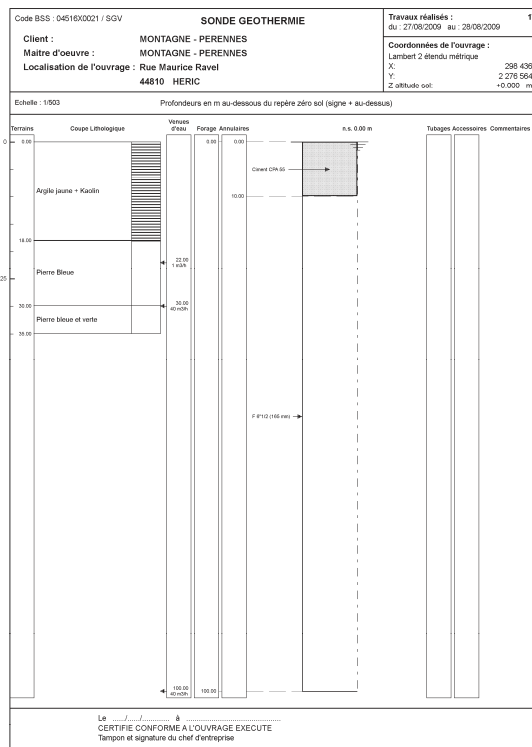 Code BSS : 04516X0021 / SGV
SONDE GEOTHERMIE
Travaux réalisés : 1
du : 27/08/2009 au : 28/08/2009
Client : MONTAGNE - PERENNES
Maitre d'oeuvre : MONTAGNE - PERENNES
Localisation de l'ouvrage : Rue Maurice Ravel
44810 HERIC
Coordonnées de l'ouvrage :
Lambert 2 étendu métrique
X: 298 436
Y: 2 276 564
Z altitude sol: +0.000 m
Echelle : 1/503
Profondeurs en m au-dessous du repère zéro sol (signe + au-dessus)
Terrains
Coupe Lithologique
Venues d'eau
Forage
Annulaires
n.s. 0.00 m
Tubages
Accessoires
Commentaires
0
0.00
0.00
0.00
Argile jaune + Kaolin
Ciment CPA 55
10.00
18.00
Pierre Bleue
22.00
1 m3/h
25
30.00
30.00
40 m3/h
Pierre bleue et verte
35.00
F 6"1/2 (165 mm)
100.00
40 m3/h
100.00
Le ....../....../............. à .........................................
CERTIFIE CONFORME A L'OUVRAGE EXECUTE
Tampon et signature du chef d'entreprise